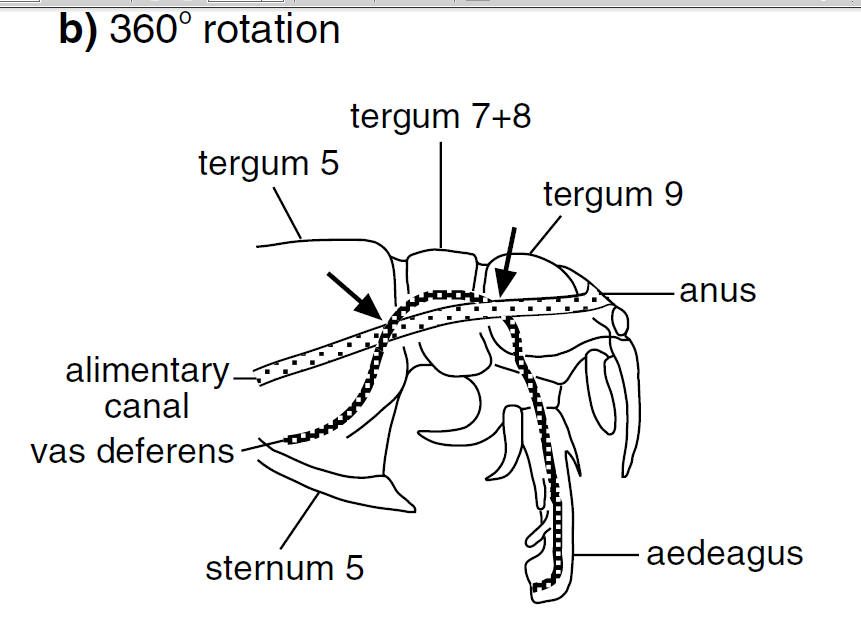 b) 360° rotation
tergum 7+8
tergum 5
tergum 9
anus
alimentary
canal
vas deferens
sternum 5
aedeagus